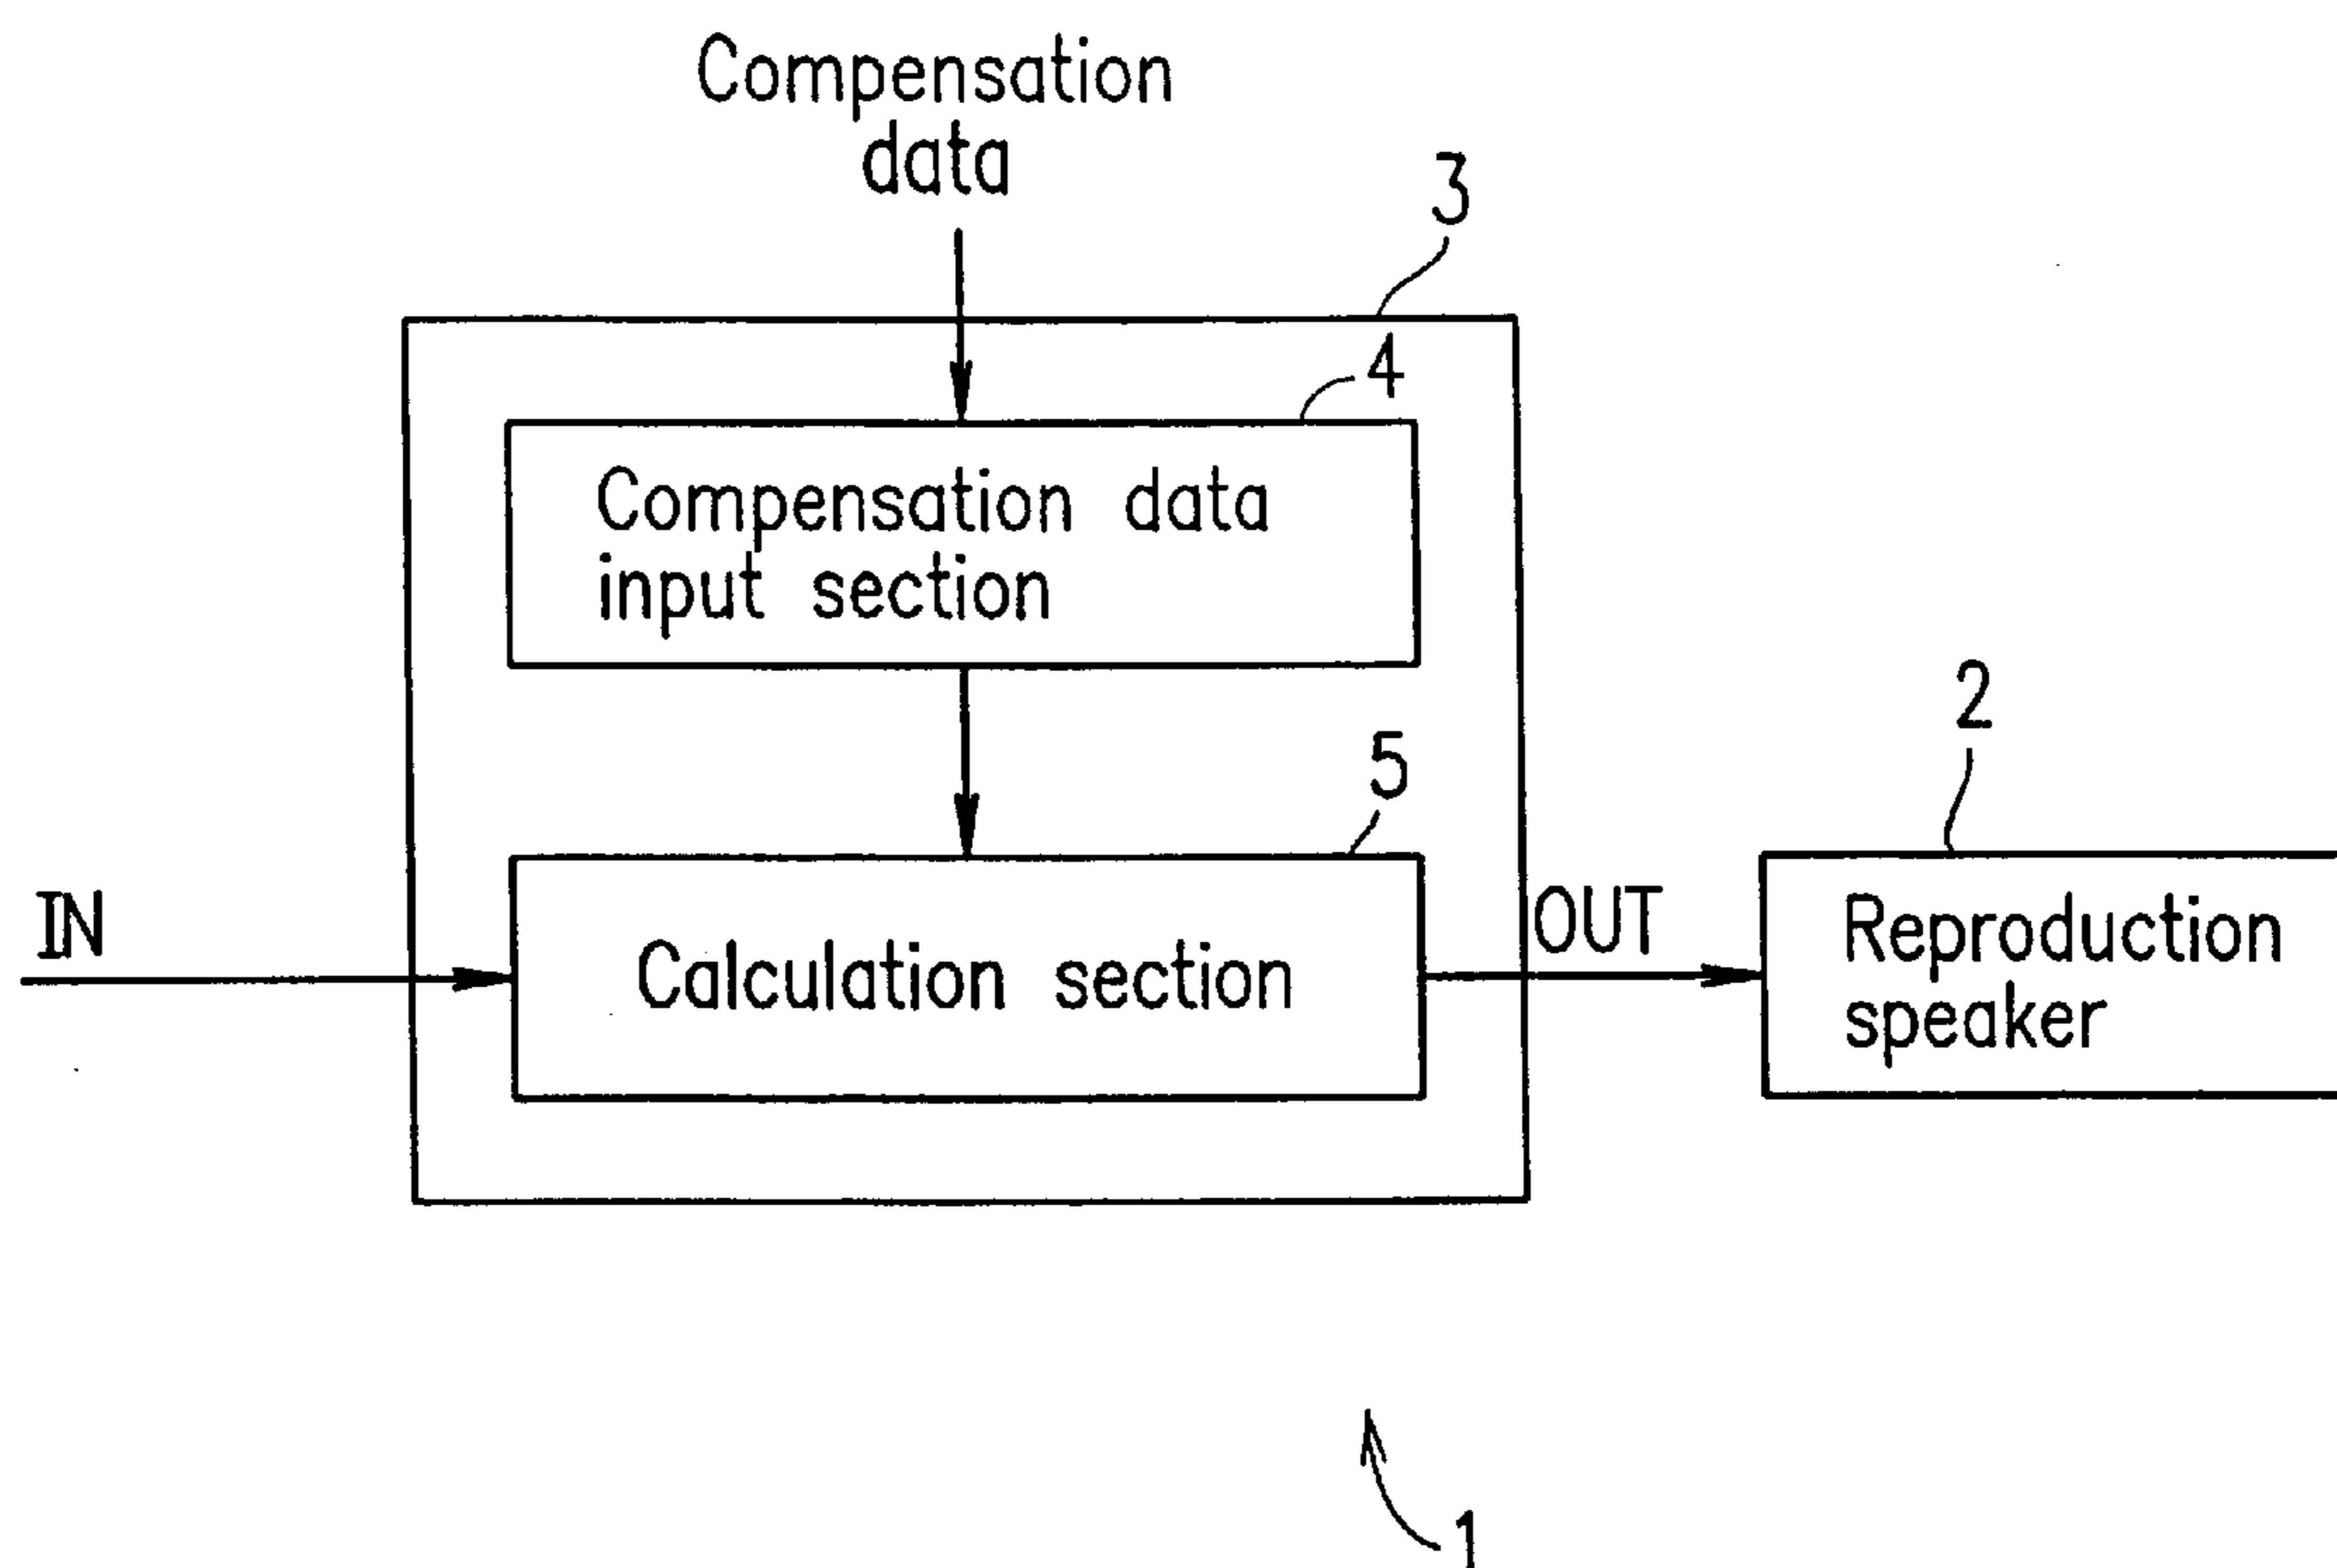 Compensation
data
3
4
Compensation data
input section
2
5
IN
Calculation section
OUT
Reproduction
speaker
1